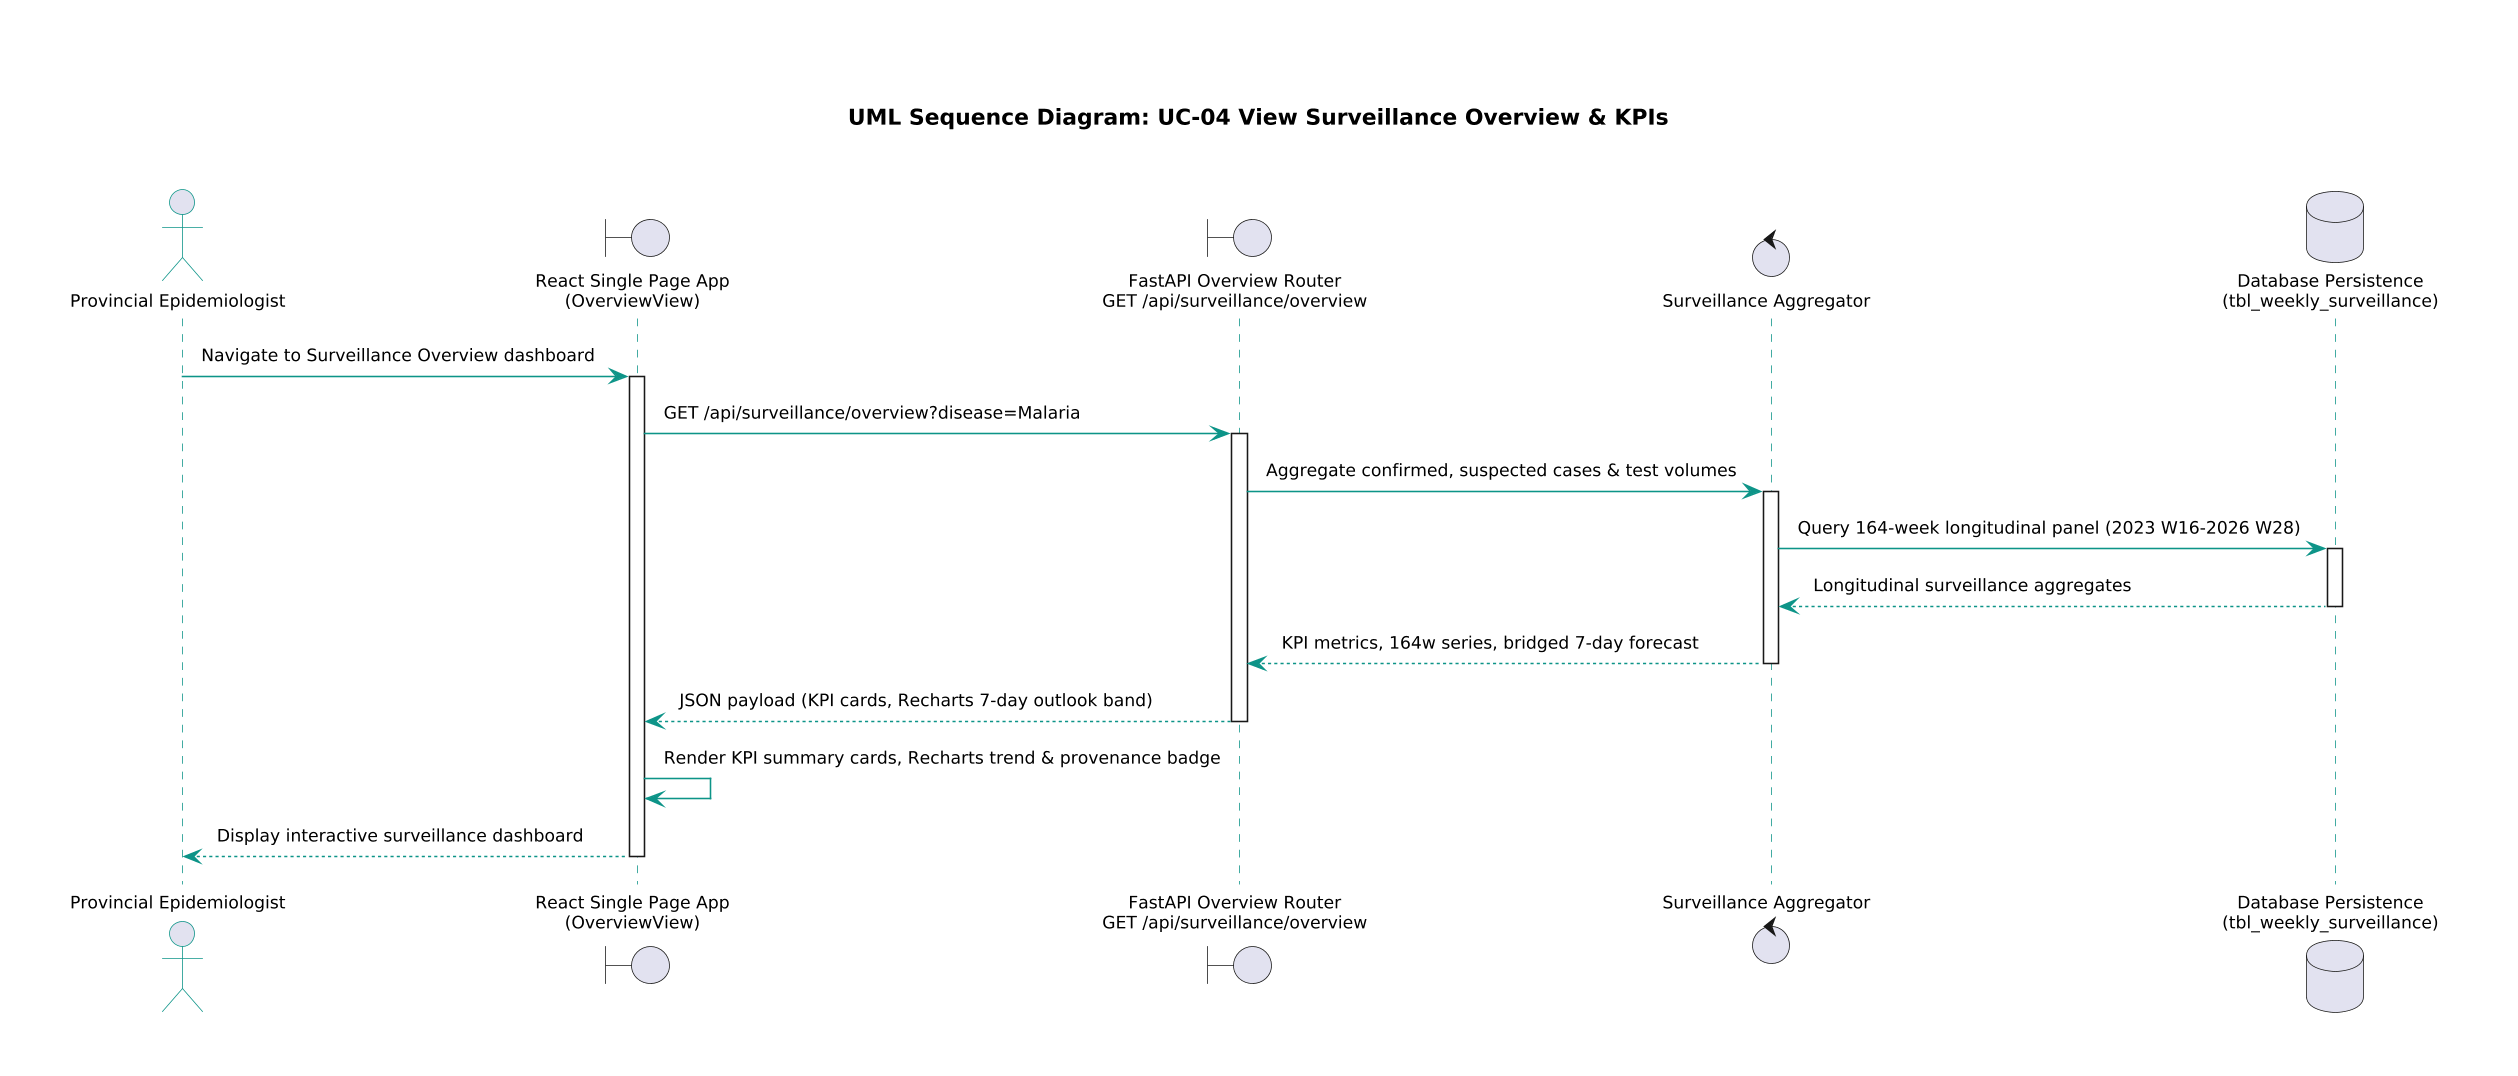 UML Sequence Diagram: UC-04 View Surveillance Overview & KPIs
Provincial Epidemiologist
React Single Page App
(OverviewView)
FastAPI Overview Router
GET /api/surveillance/overview
Surveillance Aggregator
Database Persistence
(tbl_weekly_surveillance)
Navigate to Surveillance Overview dashboard
GET /api/surveillance/overview?disease=Malaria
Aggregate confirmed, suspected cases & test volumes
Query 164-week longitudinal panel (2023 W16-2026 W28)
Longitudinal surveillance aggregates
KPI metrics, 164w series, bridged 7-day forecast
JSON payload (KPI cards, Recharts 7-day outlook band)
Render KPI summary cards, Recharts trend & provenance badge
Display interactive surveillance dashboard
Provincial Epidemiologist
React Single Page App
(OverviewView)
FastAPI Overview Router
GET /api/surveillance/overview
Surveillance Aggregator
Database Persistence
(tbl_weekly_surveillance)